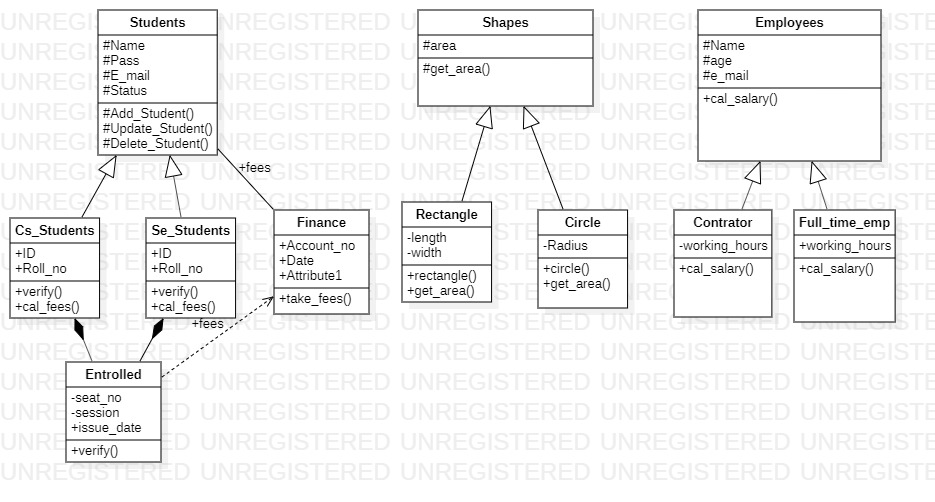 Students
#Name
#Pass
#E_mail
#Status
#Add_Student()
#Update_Student()
#Delete_Student()
Shapes
#area
#get_area()
Employees
#Name
#age
#e_mail
+cal_salary()
+fees
Cs_Students
+ID
+Roll_no
+verify()
+cal_fees()
Se_Students
+ID
+Roll_no
+verify()
+cal_fees()
Finance
+Account_no
+Date
+Attribute1
+take_fees()
Rectangle
-length
-width
+rectangle()
+get_area()
Circle
-Radius
+circle()
+get_area()
Contrator
-working_hours
+cal_salary()
Full_time_emp
+working_hours
+cal_salary()
+fees
Entrolled
-seat_no
-session
+issue_date
+verify()
UNREGISTERED